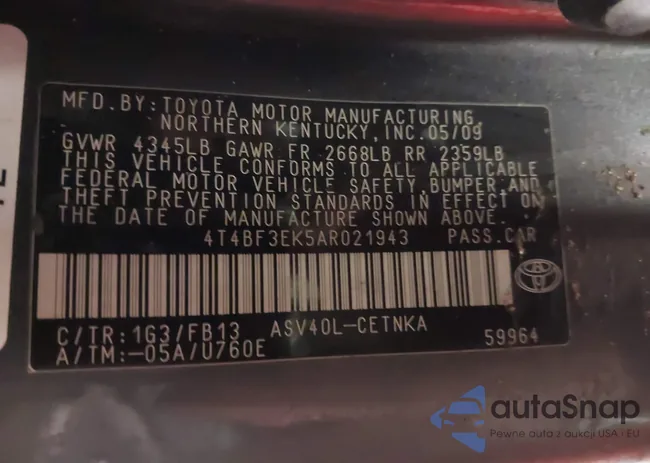 MFD.BY:TOYOTA MOTOR MANUFACTURING,
NORTHERN KENTUCKY,INC.05/09
GVWR 4345LB GAWR FR 2668LB RR 2359LB
THIS VEHICLE CONFORMS TO ALL APPLICABLE
FEDERAL MOTOR VEHICLE SAFETY,BUMPER,AND
THEFT PREVENTION STANDARDS IN EFFECT ON
THE DATE OF MANUFACTURE SHOWN ABOVE.
4T4BF3EK5AR021943 PASS.CAR
C/TR:1G3/FB13 ASV40L-CETNKA
A/TM:-05A/U760E 59964
autoSnap
Pewne auta z aukcji USA - EU